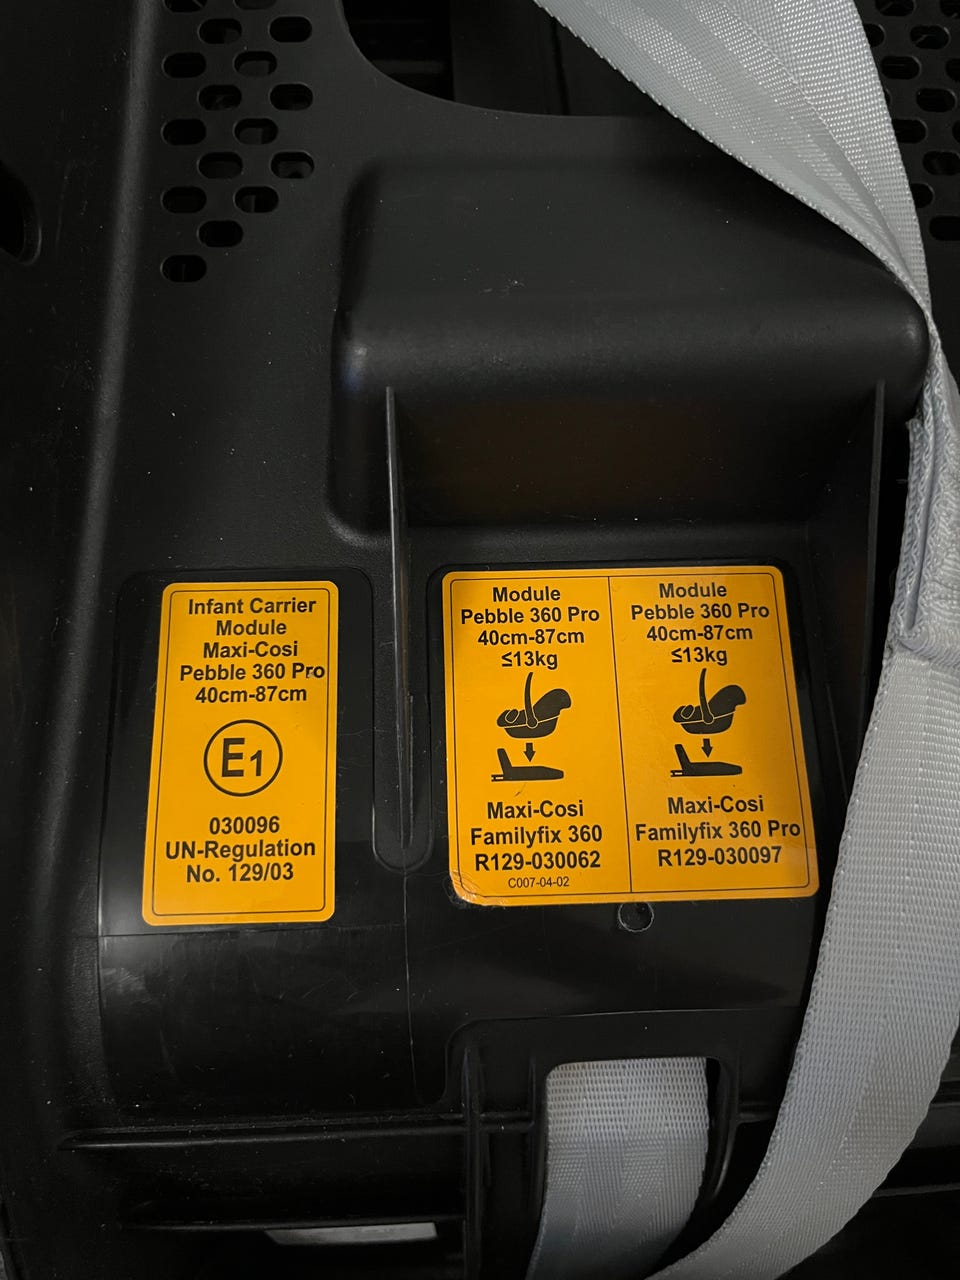 Infant Carrier
Module
Maxi-Cosi
Pebble 360 Pro
40cm-87cm
E1
030096
UN-Regulation
No. 129/03
Module
Pebble 360 Pro
40cm-87cm
≤13kg
Maxi-Cosi
Familyfix 360
R129-030062
C007-04-02
Module
Pebble 360 Pro
40cm-87cm
≤13kg
Maxi-Cosi
Familyfix 360 Pro
R129-030097